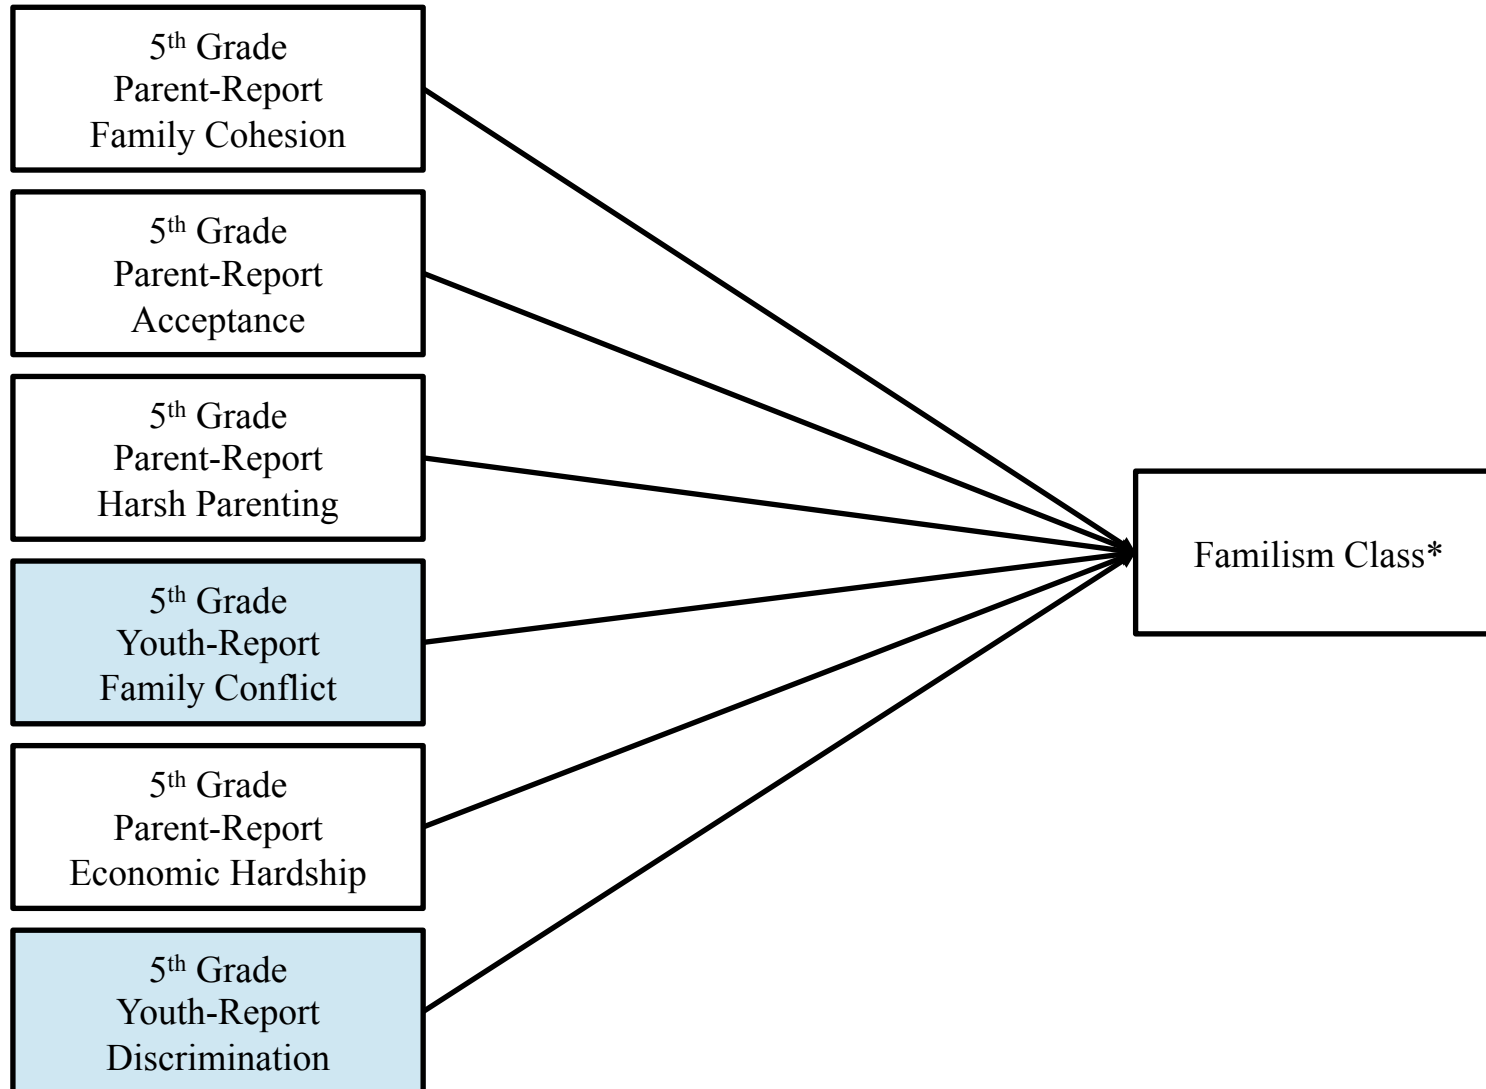 5th Grade
Parent-Report
Family Cohesion
5th Grade
Parent-Report
Acceptance
5th Grade
Parent-Report
Harsh Parenting
5th Grade
Youth-Report
Family Conflict
5th Grade
Parent-Report
Economic Hardship
5th Grade
Youth-Report
Discrimination
Familism Class*